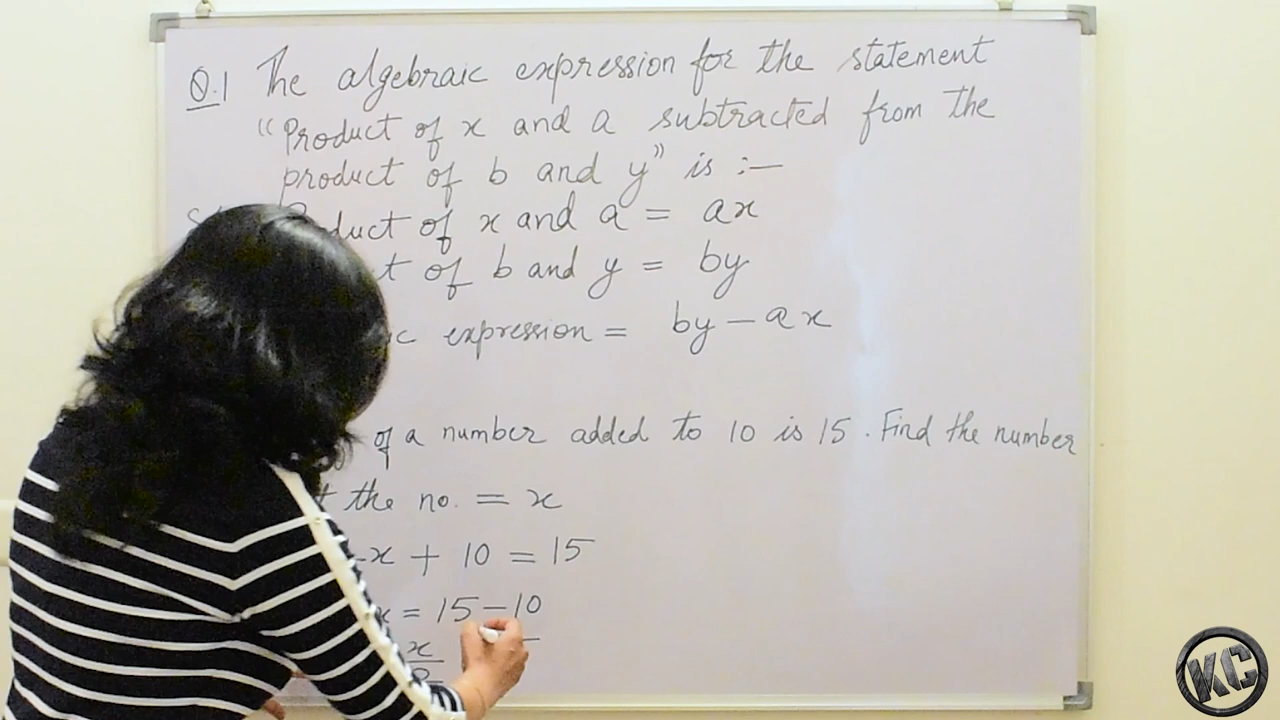 Q.1 The algebraic expression for the statement
"Product of x and a subtracted from the
product of b and y" is :—
of x and a = ax
of b and y = by
expression = by − ax
of a number added to 10 is 15. Find the number
the no. = x
x + 10 = 15
x = 15 − 10
x
KC